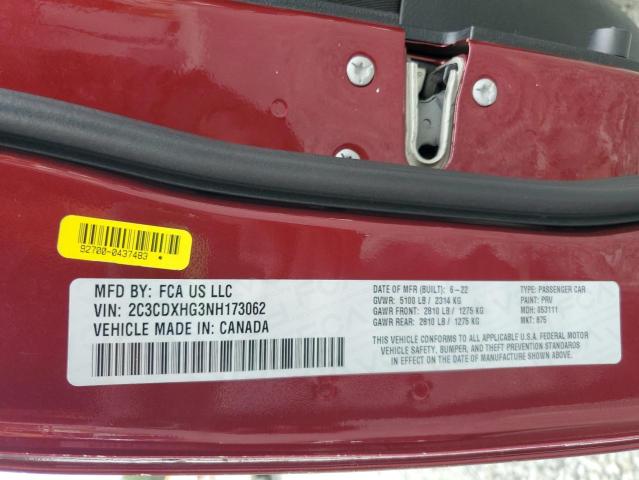 92700-0437483 *
MFD BY: FCA US LLC
VIN: 2C3CDXHG3NH173062
VEHICLE MADE IN: CANADA
DATE OF MFR (BUILT): 6-22
GVWR: 5100 LB / 2314 KG
GAWR FRONT: 2810 LB / 1275 KG
GAWR REAR: 2810 LB / 1275 KG
TYPE: PASSENGER CAR
PAINT: PRV
MDH: 053111
MKT: 875
THIS VEHICLE CONFORMS TO ALL APPLICABLE U.S.A. FEDERAL MOTOR
VEHICLE SAFETY, BUMPER, AND THEFT PREVENTION STANDARDS
IN EFFECT ON THE DATE OF MANUFACTURE SHOWN ABOVE.